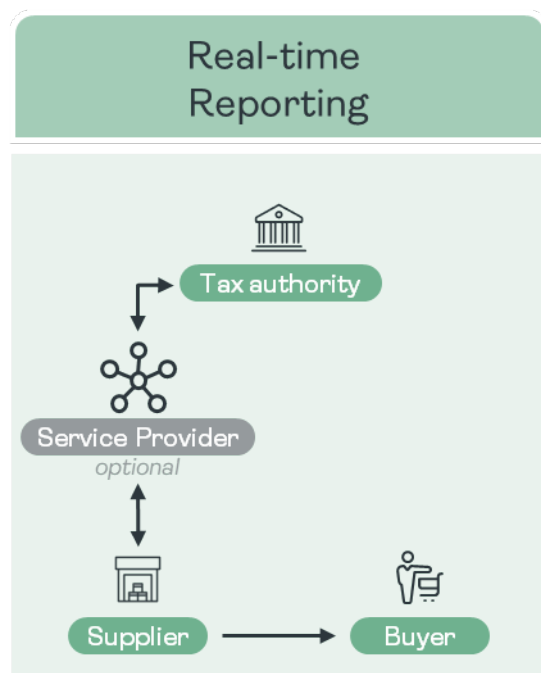 Real-time
Reporting
Tax authority
Service Provider
optional
Supplier
Buyer